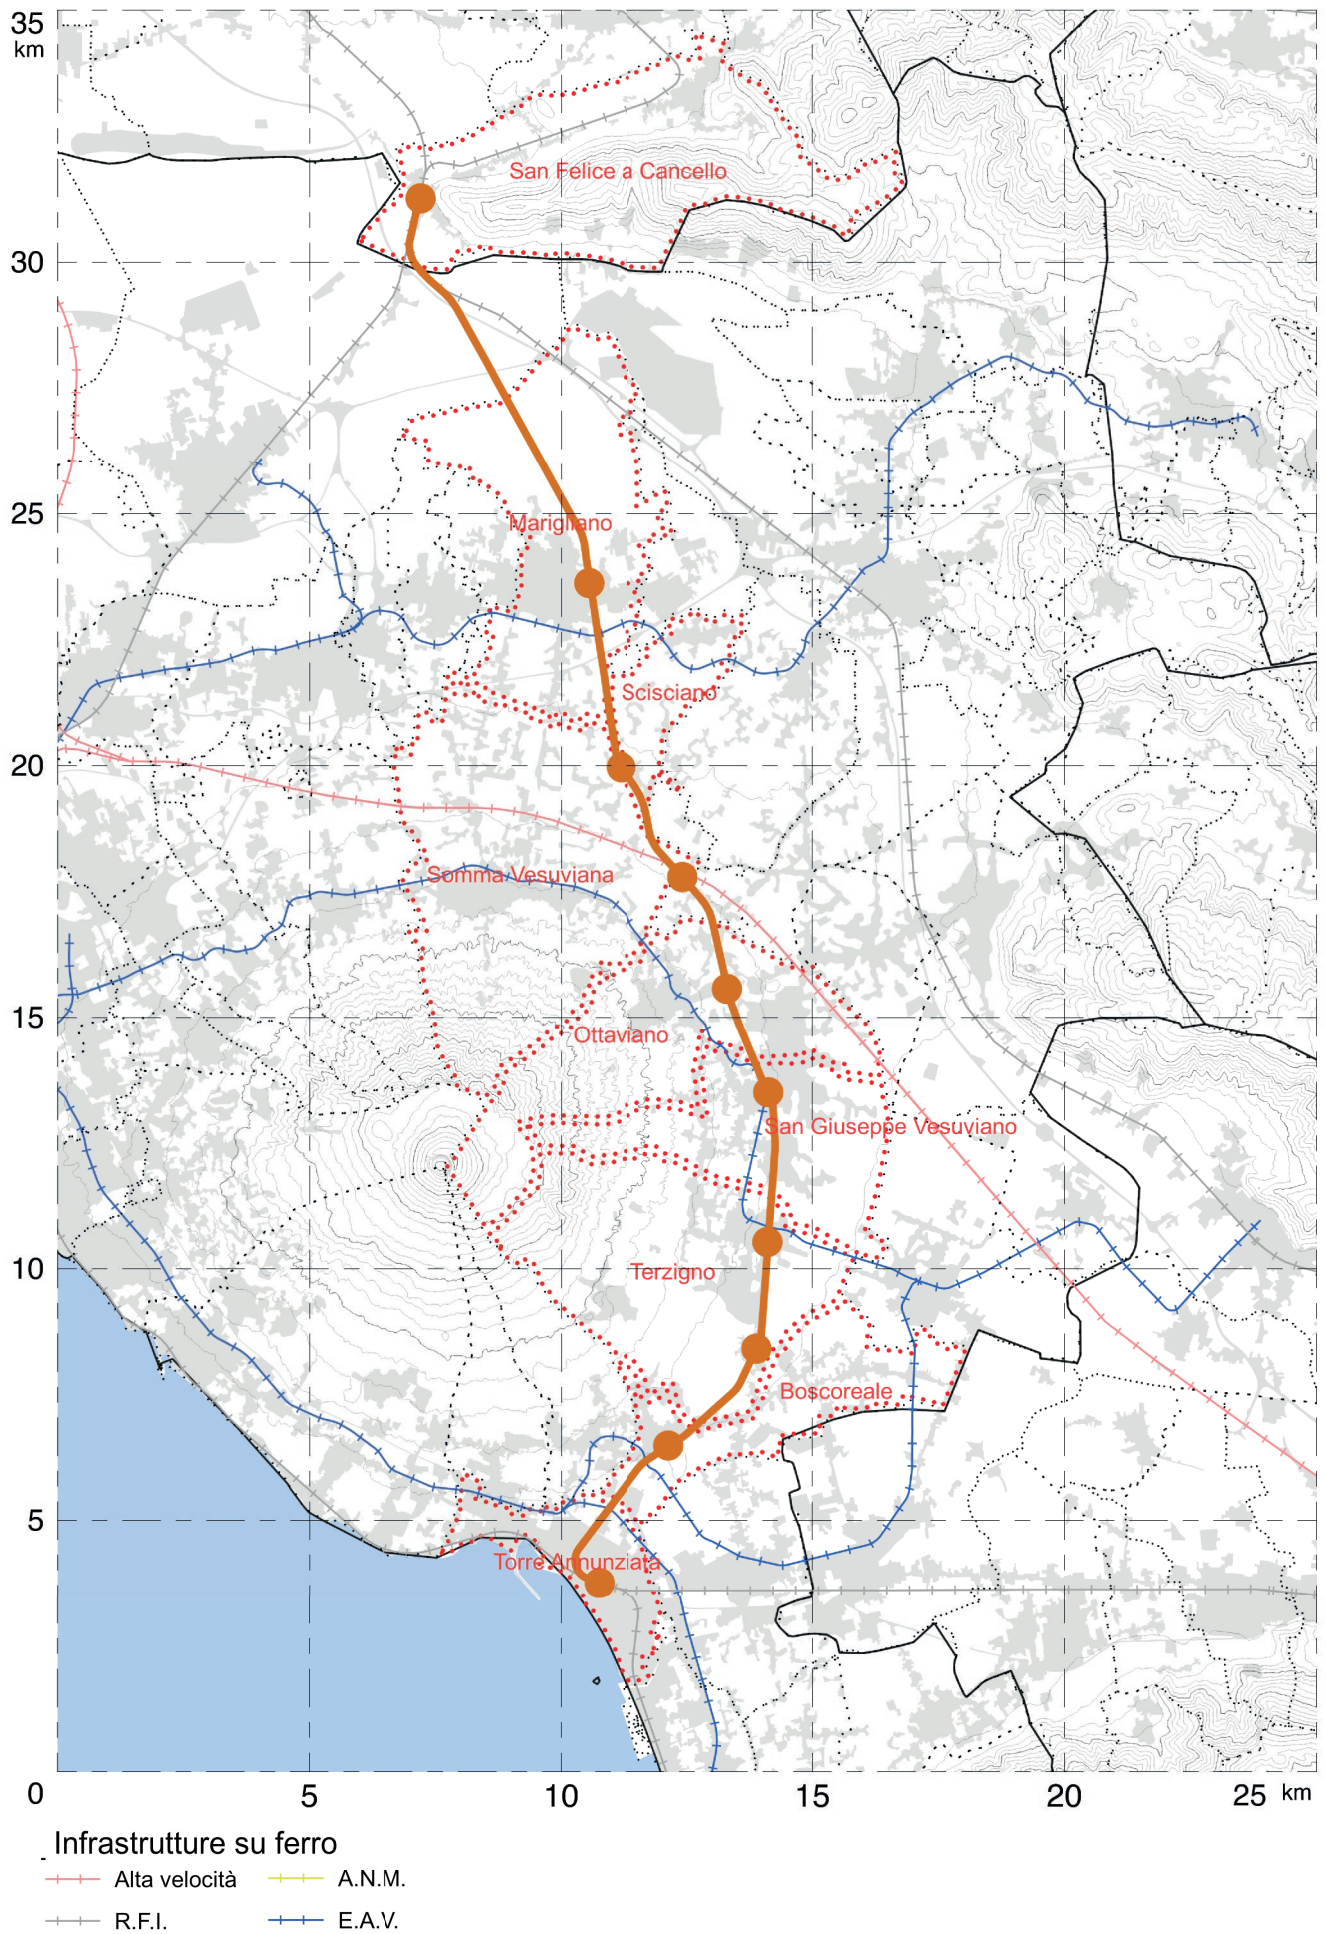 35
km
San Felice a Cancello
30
25
Marigliano
Scisciano
20
Somma Vesuviana
15
Ottaviano
San Giuseppe Vesuviano
10
Terzigno
Boscoreale
5
Torre Annunziata
0 5 10 15 20 25 km
Infrastrutture su ferro
Alta velocità A.N.M.
R.F.I. E.A.V.